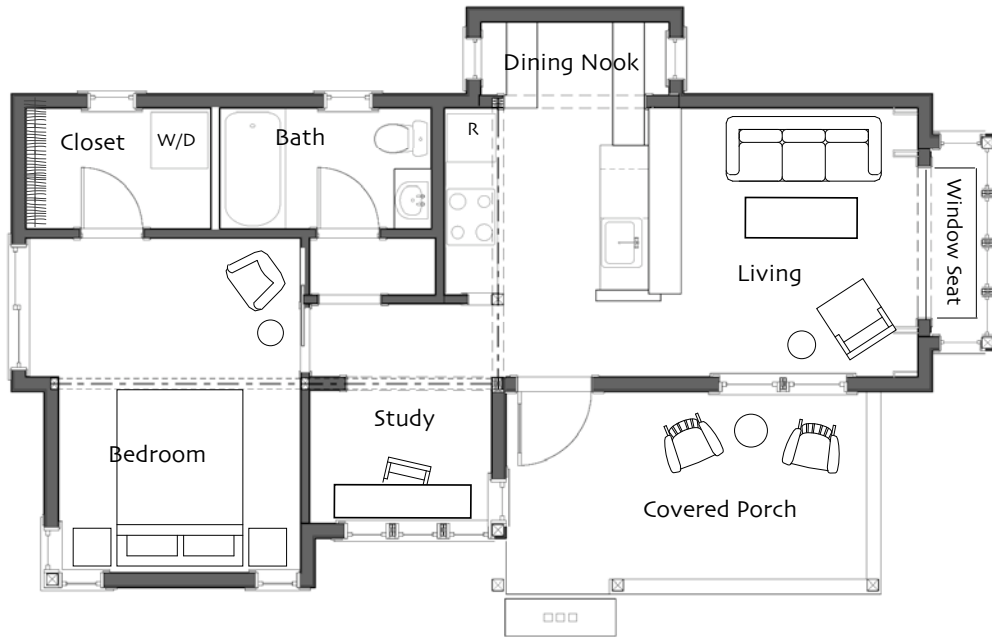 Dining Nook
Closet
W/D
Bath
R
Window Seat
Living
Study
Bedroom
Covered Porch